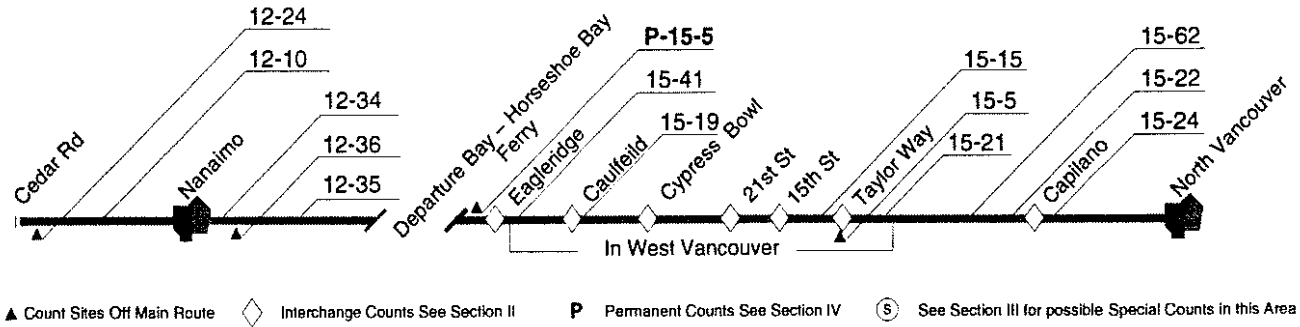 12-24
12-10
12-34
12-36
12-35
Cedar Rd
Nanaimo
Departure Bay – Horseshoe Bay
Ferry
P-15-5
15-41
15-19
Eagleridge
Caulfeild
Cypress Bowl
21st St
15th St
Taylor Way
15-15
15-5
15-21
15-62
15-22
15-24
Capilano
North Vancouver
In West Vancouver
▲ Count Sites Off Main Route
Interchange Counts See Section II
P Permanent Counts See Section IV
S See Section III for possible Special Counts in this Area